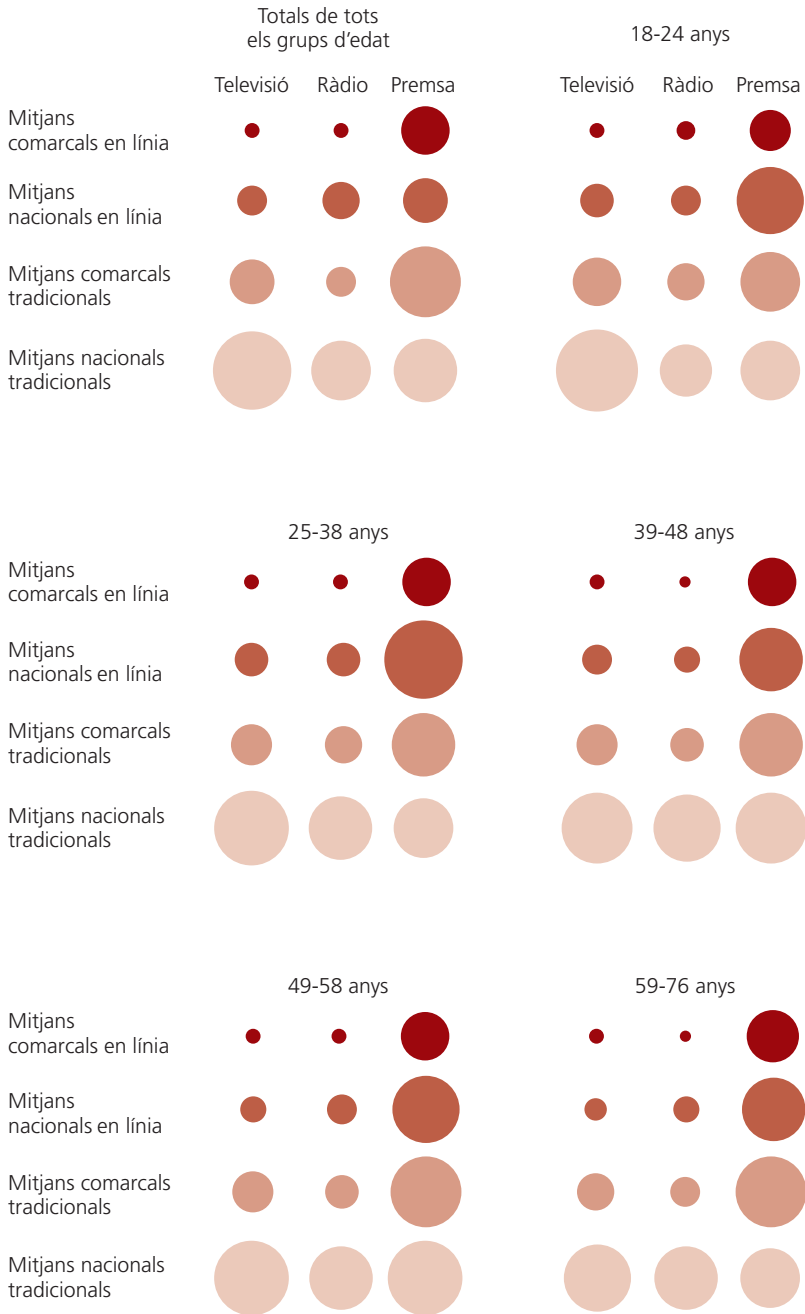 Totals de tots
els grups d’edat
18-24 anys
Televisió Ràdio Premsa
Televisió Ràdio Premsa
Mitjans
comarcals en línia
Mitjans
nacionals en línia
Mitjans comarcals
tradicionals
Mitjans nacionals
tradicionals
25-38 anys
39-48 anys
Mitjans
comarcals en línia
Mitjans
nacionals en línia
Mitjans comarcals
tradicionals
Mitjans nacionals
tradicionals
49-58 anys
59-76 anys
Mitjans
comarcals en línia
Mitjans
nacionals en línia
Mitjans comarcals
tradicionals
Mitjans nacionals
tradicionals